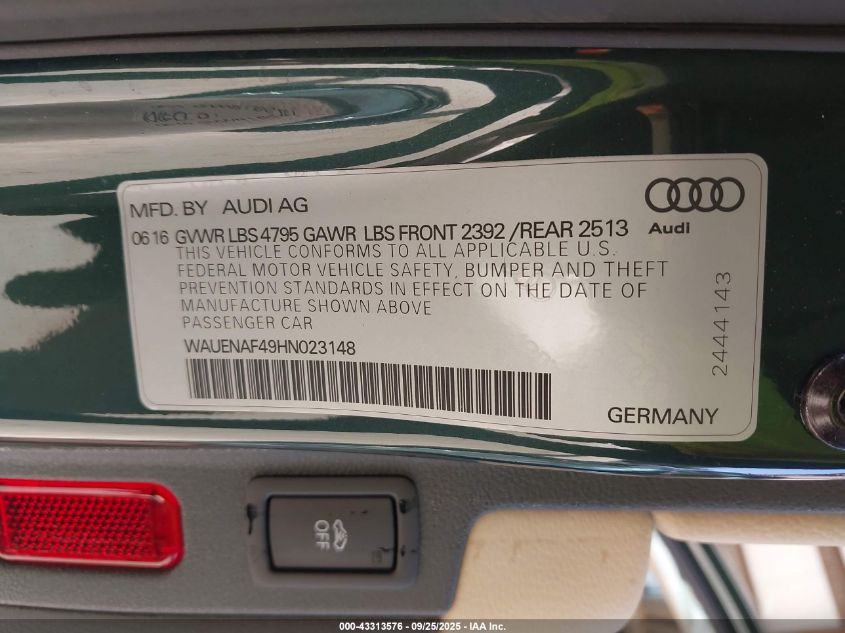 MFD. BY AUDI AG
0616 GVWR LBS 4795 GAWR LBS FRONT 2392 /REAR 2513
Audi
THIS VEHICLE CONFORMS TO ALL APPLICABLE U.S.
FEDERAL MOTOR VEHICLE SAFETY, BUMPER AND THEFT
PREVENTION STANDARDS IN EFFECT ON THE DATE OF
MANUFACTURE SHOWN ABOVE
PASSENGER CAR
WAUENAF49HN023148
2444143
GERMANY
OFF
000-43313576 - 09/25/2025 - IAA Inc.